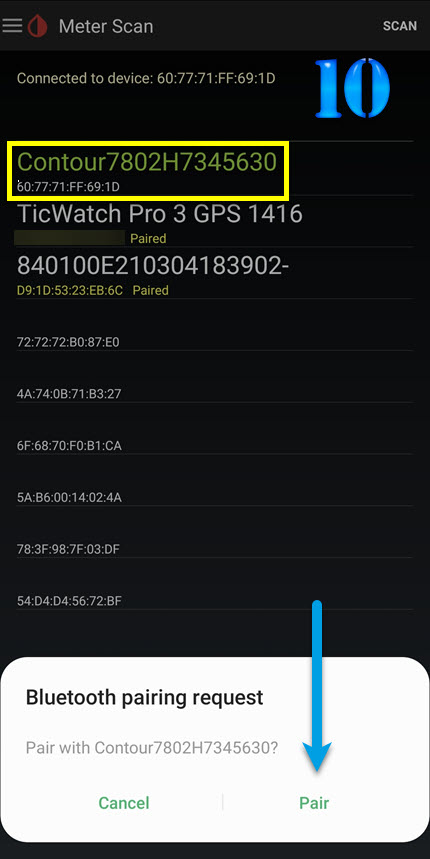 Meter Scan
SCAN
Connected to device: 60:77:71:FF:69:1D
10
Contour7802H7345630
60:77:71:FF:69:1D
TicWatch Pro 3 GPS 1416
Paired
840100E210304183902-
D9:1D:53:23:EB:6C Paired
72:72:72:B0:87:E0
4A:74:0B:71:B3:27
6F:68:70:F0:B1:CA
5A:B6:00:14:02:4A
78:3F:98:7F:03:DF
54:D4:D4:56:72:BF
Bluetooth pairing request
Pair with Contour7802H7345630?
Cancel
Pair